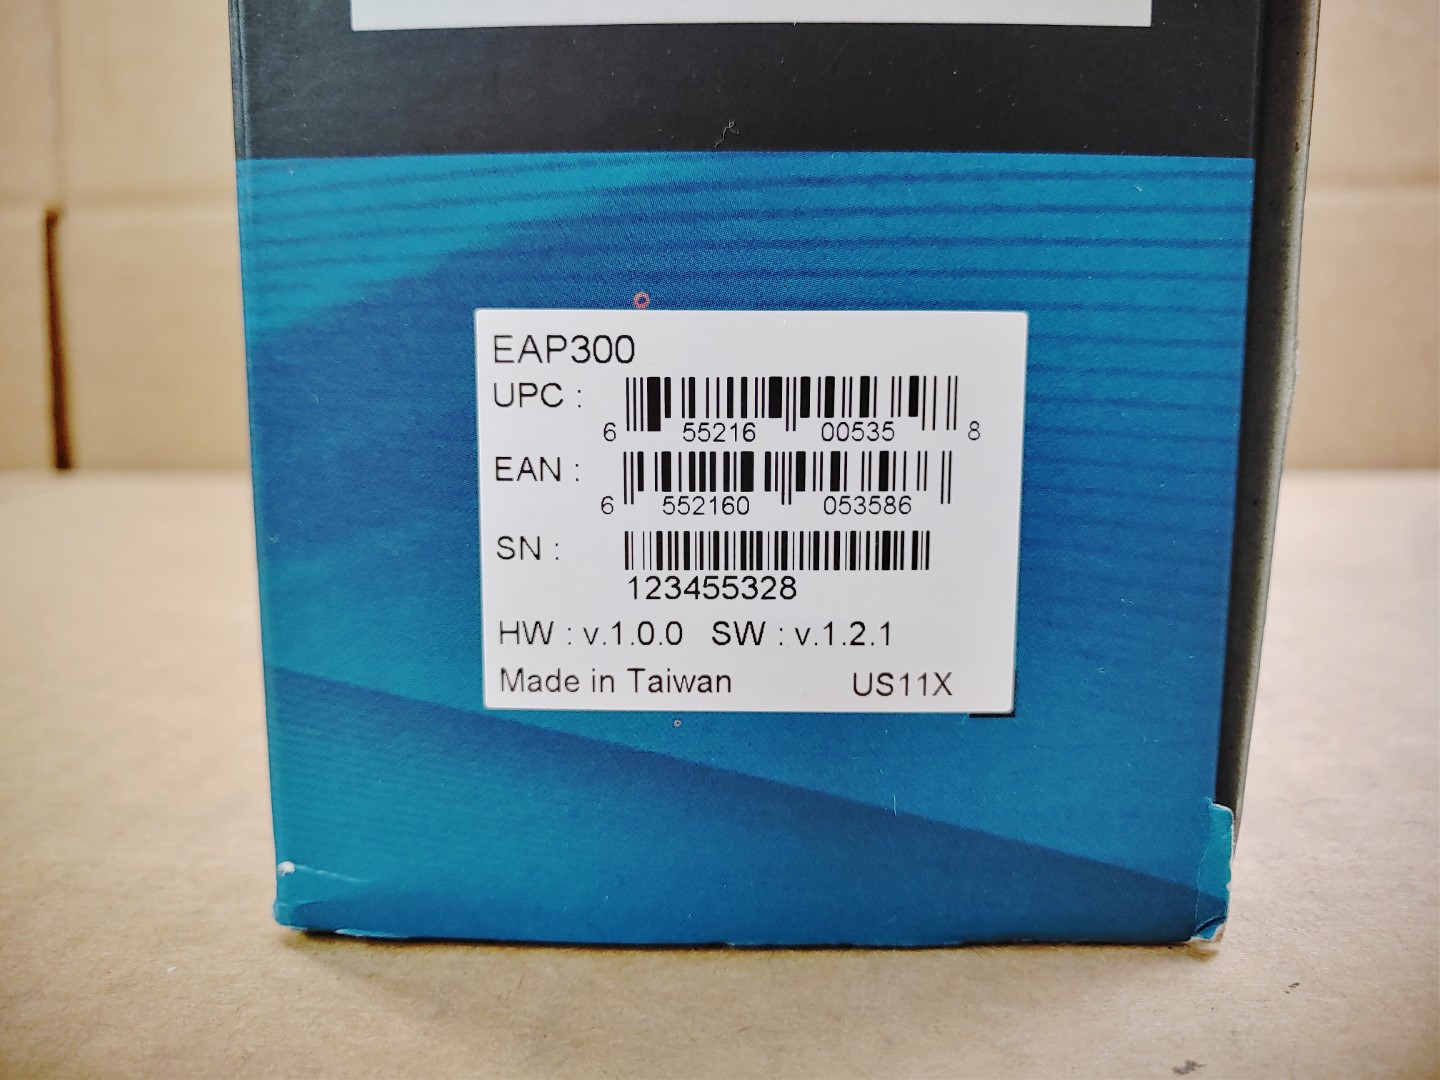 EAP300
UPC :
6 55216 00535 8
EAN :
6 552160 053586
SN :
123455328
HW : v.1.0.0 SW : v.1.2.1
Made in Taiwan US11X